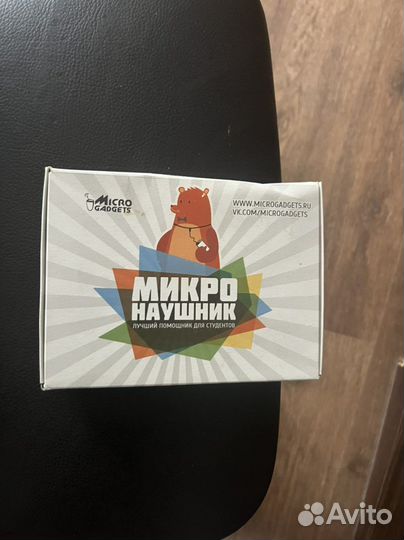 MICRO
GADGETS
WWW.MICROGADGETS.RU
VK.COM/MICROGADGETS
МИКРО
НАУШНИК
ЛУЧШИЙ ПОМОЩНИК ДЛЯ СТУДЕНТОВ
Avito